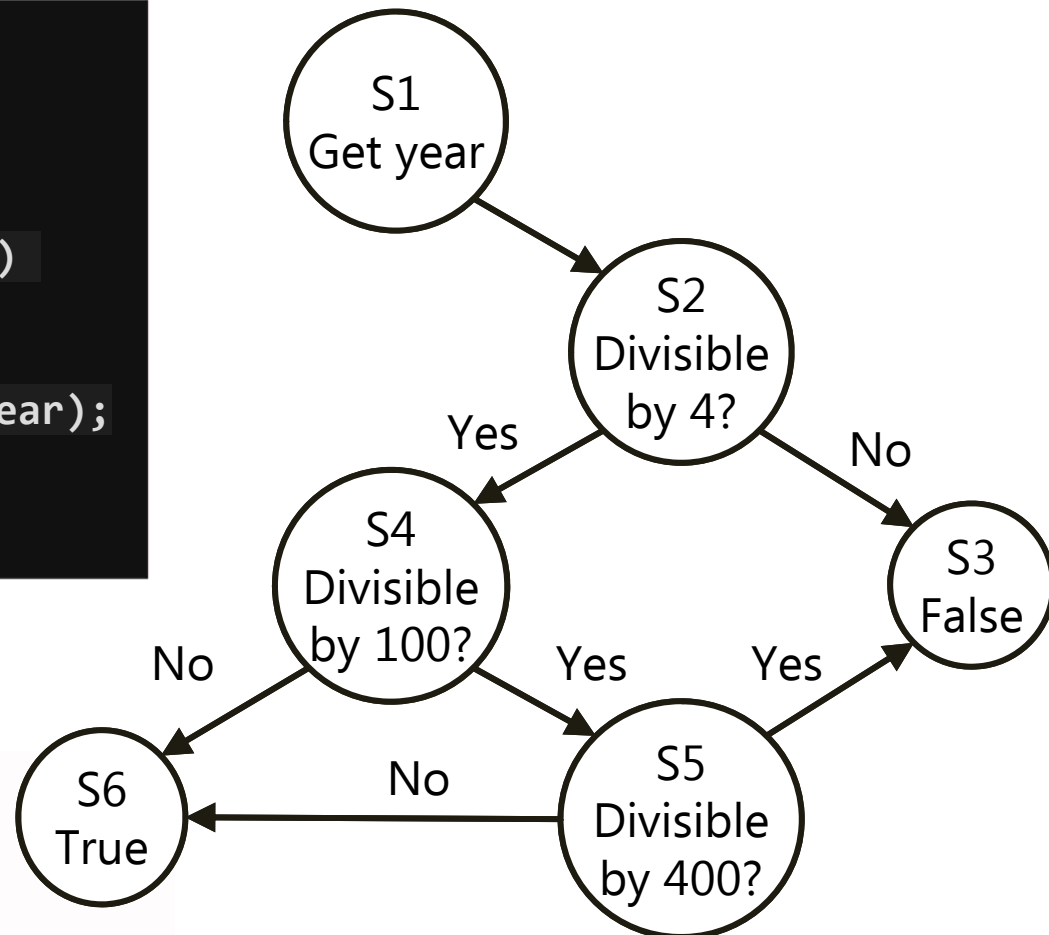 )
ear);
S1
Get year
S2
Divisible
by 4?
Yes
No
S4
Divisible
by 100?
S3
False
No
Yes
Yes
S6
True
No
S5
Divisible
by 400?